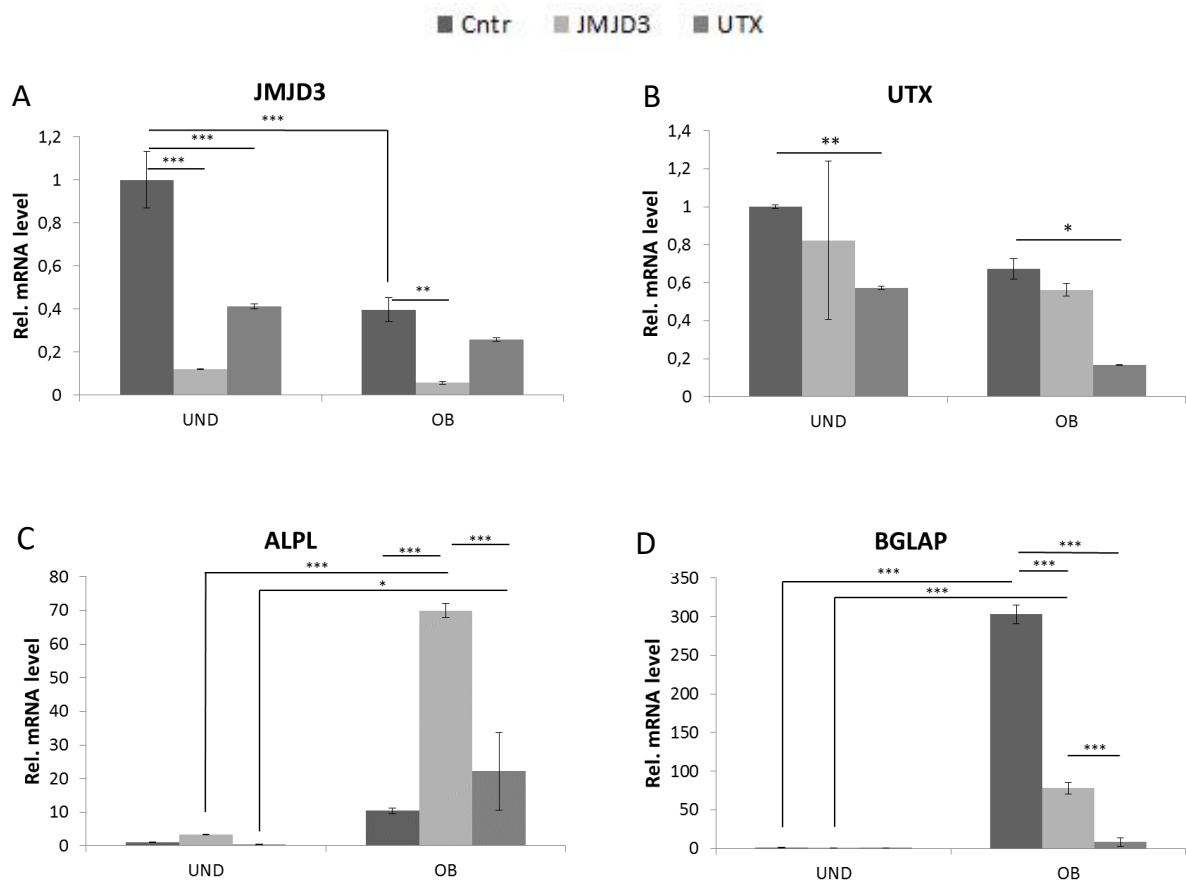 Cntr JMJD3 UTX
A
JMJD3
***
***
***
**
Rel. mRNA level
1,2
1
0,8
0,6
0,4
0,2
0
UND OB
B
UTX
**
*
Rel. mRNA level
1,4
1,2
1
0,8
0,6
0,4
0,2
0
UND OB
C
ALPL
***
***
***
*
Rel. mRNA level
80
70
60
50
40
30
20
10
0
UND OB
D
BGLAP
***
***
***
***
***
Rel. mRNA level
350
300
250
200
150
100
50
0
UND OB